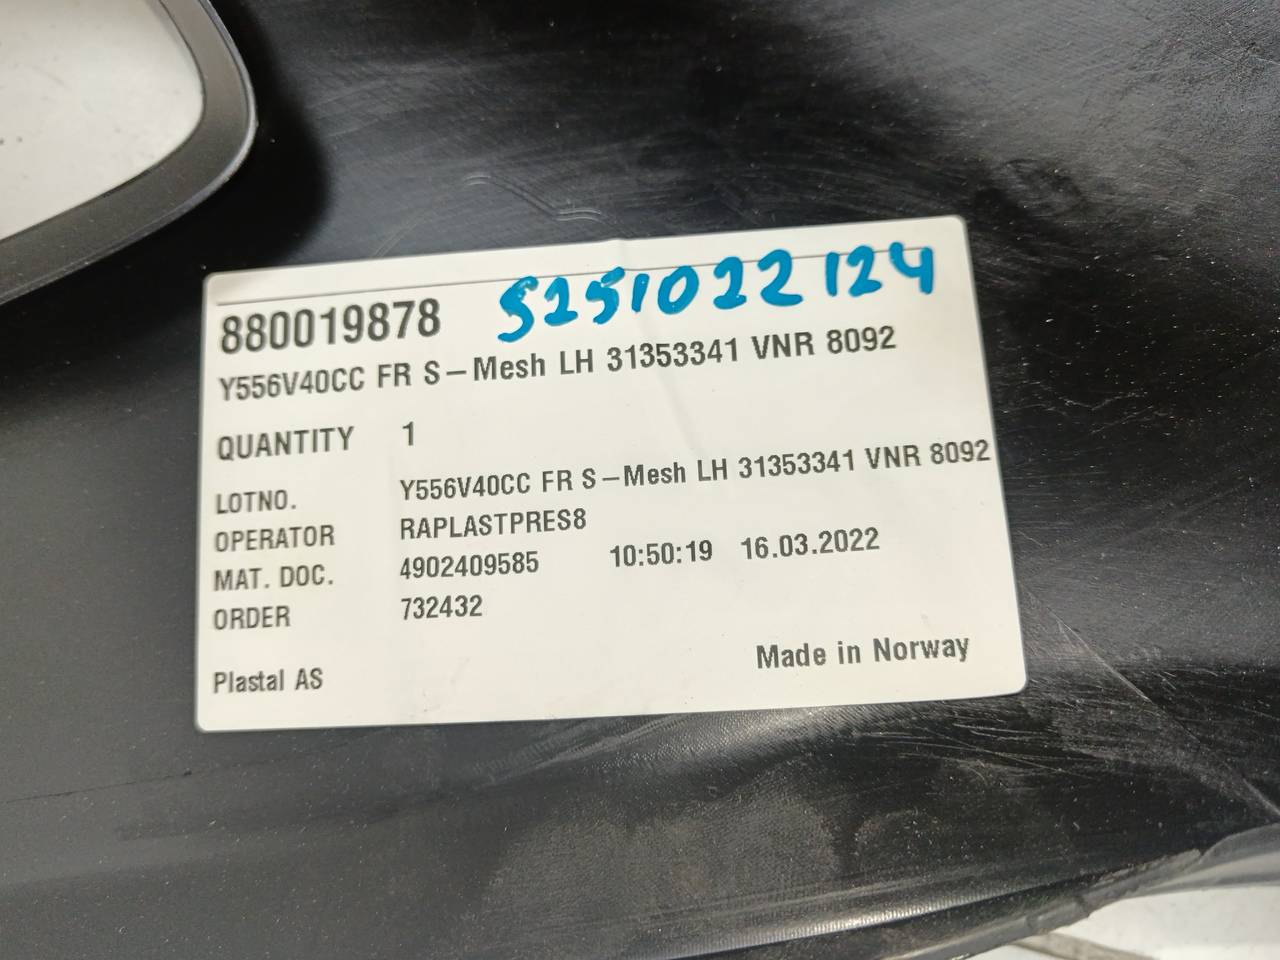 880019878 5251022124
Y556V40CC FR S-Mesh LH 31353341 VNR 8092
QUANTITY 1
LOTNO. Y556V40CC FR S-Mesh LH 31353341 VNR 8092
OPERATOR RAPLASTPRES8
MAT. DOC. 4902409585 10:50:19 16.03.2022
ORDER 732432
Plastal AS Made in Norway